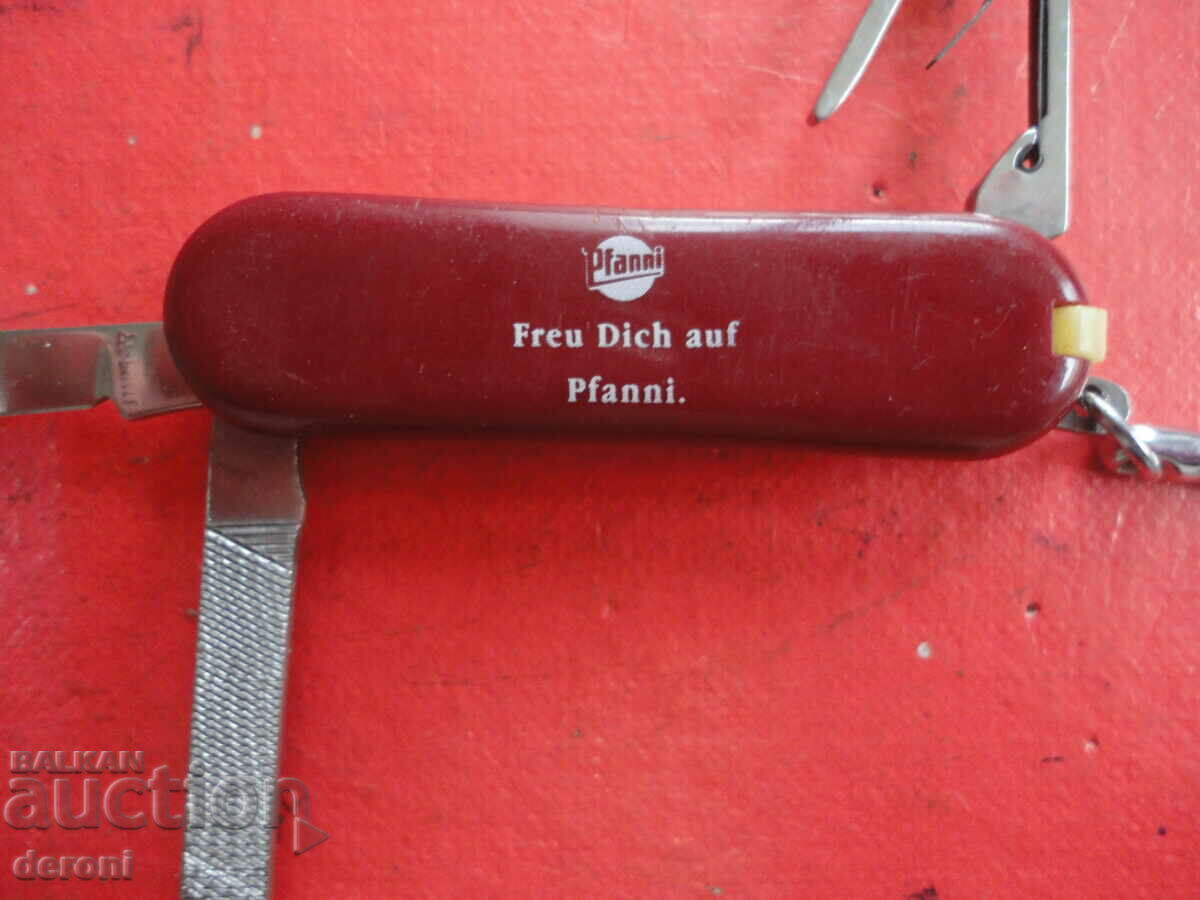 Pfanni
Freu Dich auf
Pfanni.
BALKAN
auction
deroni